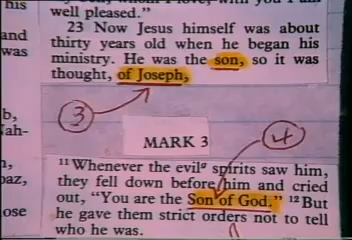 his
and
was
b,
Nah-
n,
paz,
ose
well pleased."
23 Now Jesus himself was about
thirty years old when he began his
ministry. He was the son, so it was
thought, of Joseph,
3
MARK 3
4
11 Whenever the evil a spirits saw him,
they fell down before him and cried
out, "You are the Son of God." 12 But
he gave them strict orders not to tell
who he was.